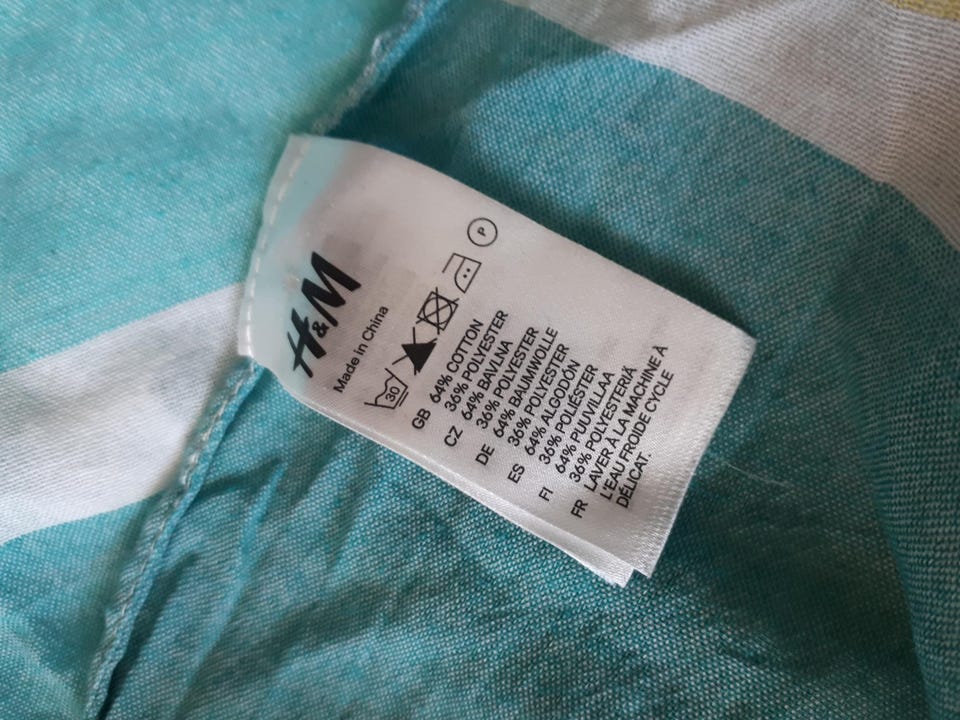 H&M
Made in China
30
P
GB 64% COTTON
36% POLYESTER
CZ 64% BAVLNA
36% POLYESTER
DE 64% BAUMWOLLE
36% POLYESTER
ES 64% ALGODÓN
36% POLIÉSTER
FI 64% PUUVILLAA
36% POLYESTERIÄ
FR LAVER À LA MACHINE À
L'EAU FROIDE CYCLE
DÉLICAT.